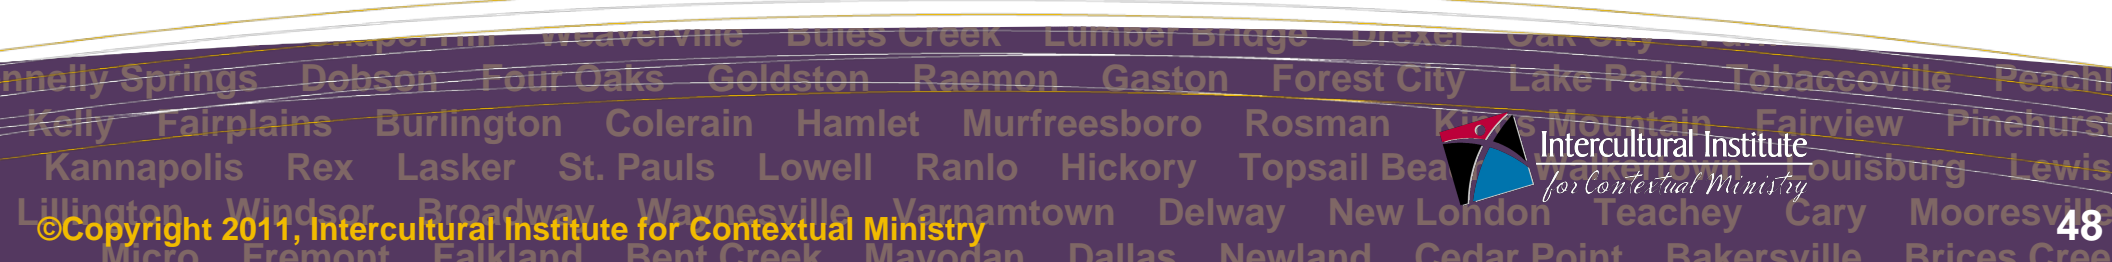 Chapel Hill Weaverville Buies Creek Lumber Bridge Drexel Oak City
nnelly Springs Dobson Four Oaks Goldston Raemon Gaston Forest City Lake Park Tobaccoville Peachl
Kelly Fairplains Burlington Colerain Hamlet Murfreesboro Rosman Kings Mountain Fairview Pinehurst
Intercultural Institute
for Contextual Ministry
Kannapolis Rex Lasker St. Pauls Lowell Ranlo Hickory Topsail Bea Walkertown Louisburg Lewis
Lillington Windsor Broadway Waynesville Varnamtown Delway New London Teachey Cary Mooresville
©Copyright 2011, Intercultural Institute for Contextual Ministry
48
Micro Fremont Falkland Bent Creek Mayodan Dallas Newland Cedar Point Bakersville Brices Cree